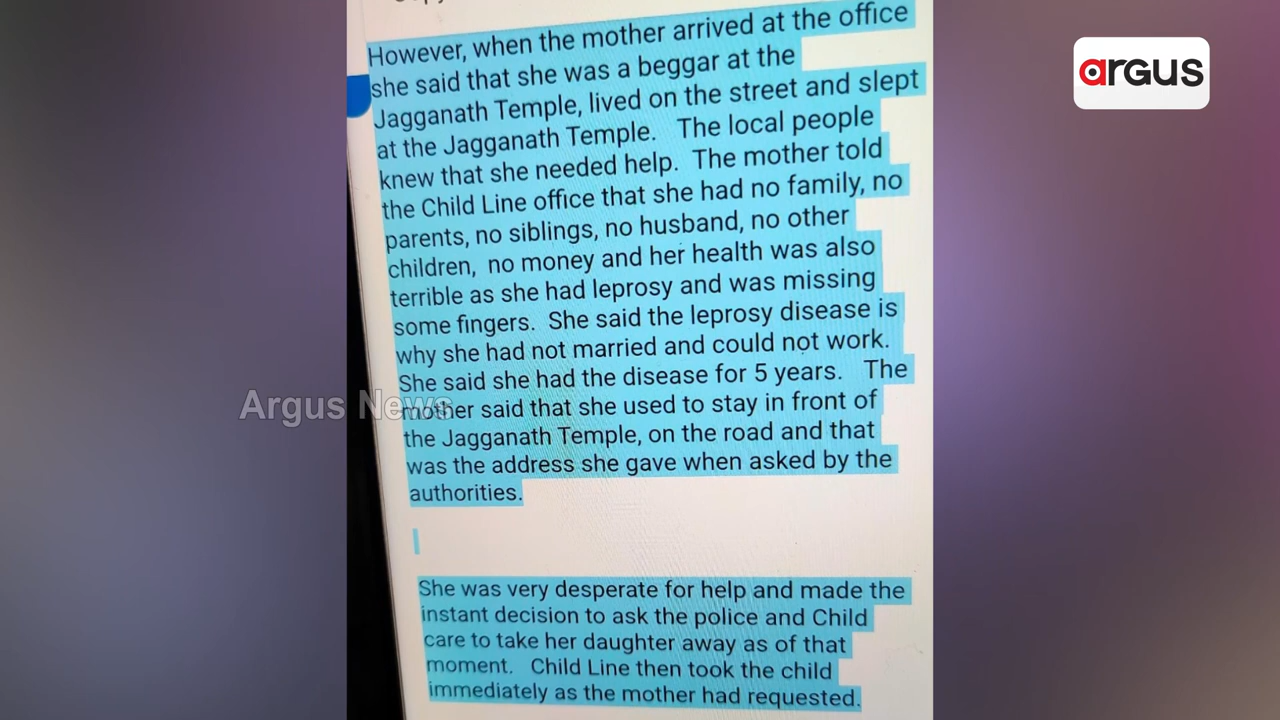 However, when the mother arrived at the office
she said that she was a beggar at the
Jagganath Temple, lived on the street and slept
at the Jagganath Temple. The local people
knew that she needed help. The mother told
the Child Line office that she had no family, no
parents, no siblings, no husband, no other
children, no money and her health was also
terrible as she had leprosy and was missing
some fingers. She said the leprosy disease is
why she had not married and could not work.
She said she had the disease for 5 years. The
mother said that she used to stay in front of
the Jagganath Temple, on the road and that
was the address she gave when asked by the
authorities.
She was very desperate for help and made the
instant decision to ask the police and Child
care to take her daughter away as of that
moment. Child Line then took the child
immediately as the mother had requested.
argus
Argus News